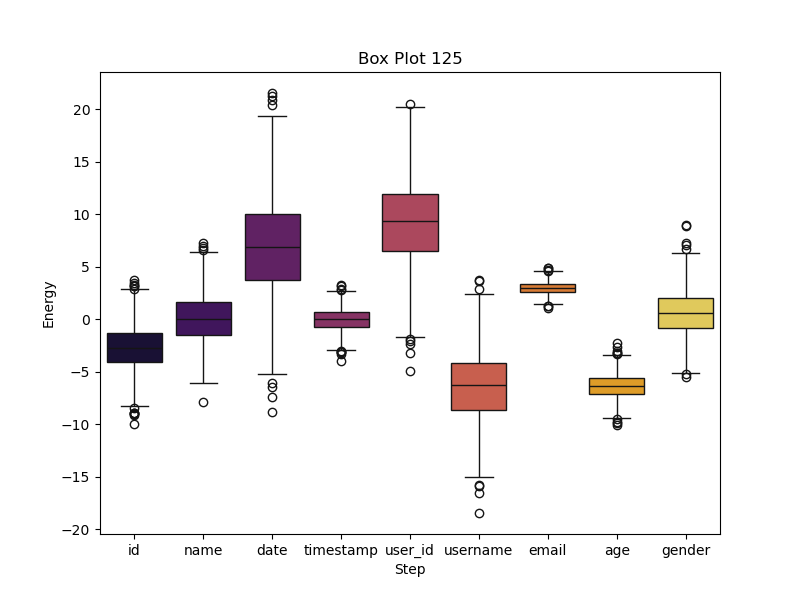 Box Plot 125
Energy
20
15
10
5
0
−5
−10
−15
−20
id name date timestamp user_id username email age gender
Step